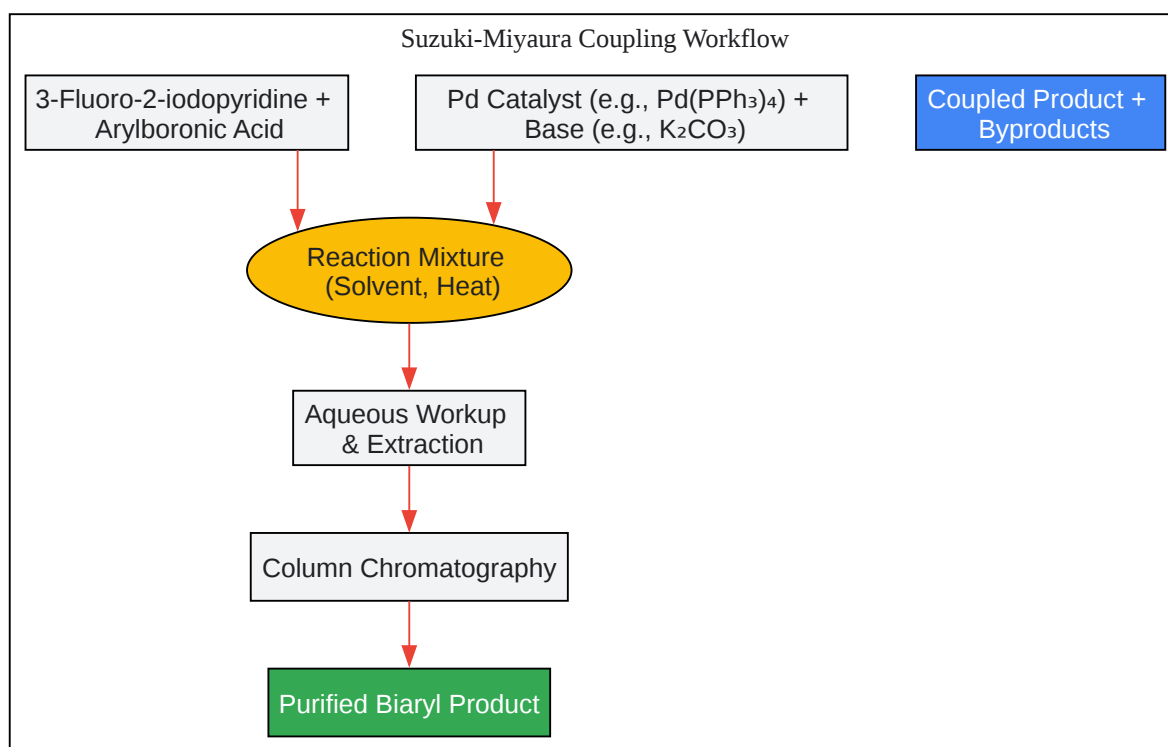 Suzuki-Miyaura Coupling Workflow
3-Fluoro-2-iodopyridine +
Arylboronic Acid
Pd Catalyst (e.g., Pd(PPh₃)₄) +
Base (e.g., K₂CO₃)
Coupled Product +
Byproducts
Reaction Mixture
(Solvent, Heat)
Aqueous Workup
& Extraction
Column Chromatography
Purified Biaryl Product